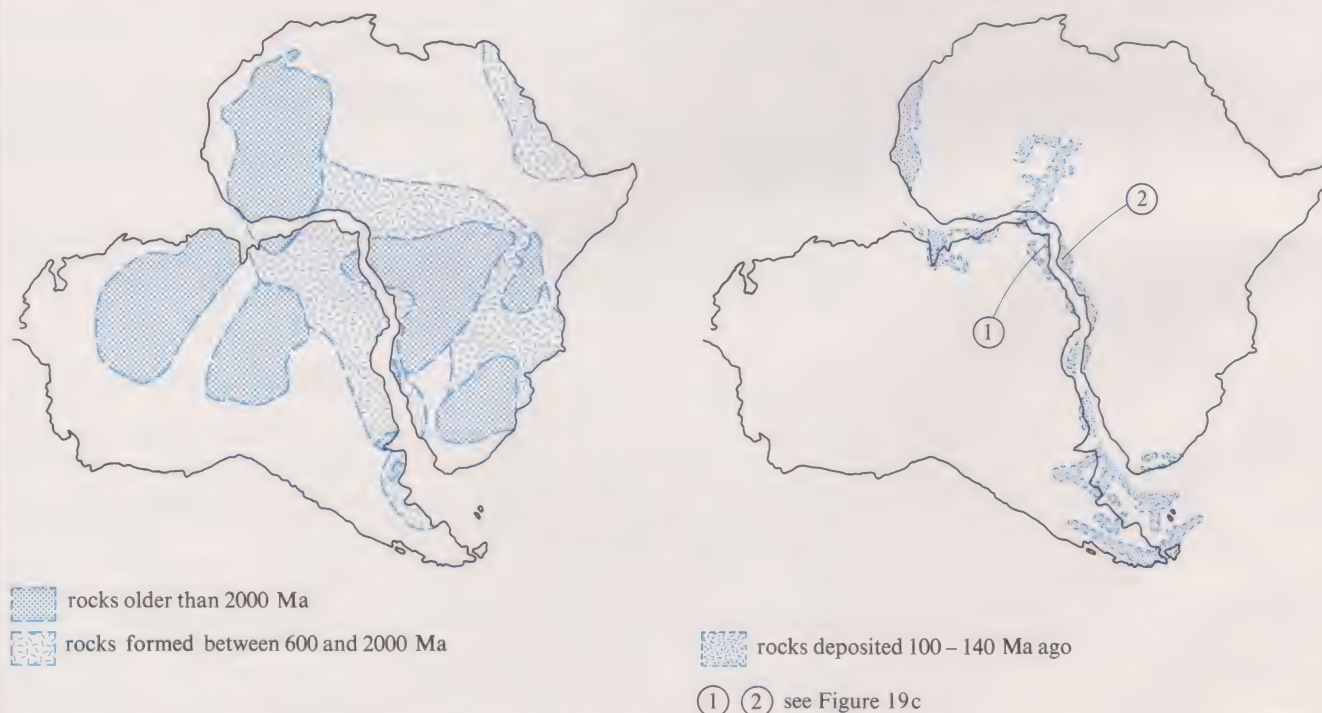 rocks older than 2000 Ma
rocks formed between 600 and 2000 Ma
①
②
rocks deposited 100 – 140 Ma ago
① ② see Figure 19c